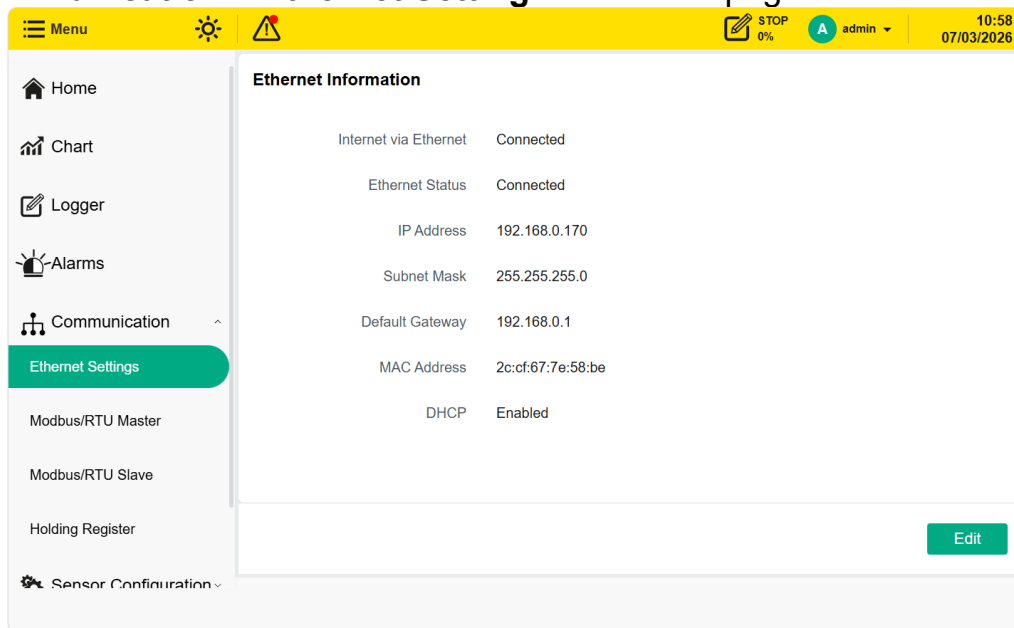 Menu
STOP
0%
A admin
10:58
07/03/2026
Home
Chart
Logger
Alarms
Communication
Ethernet Settings
Modbus/RTU Master
Modbus/RTU Slave
Holding Register
Sensor Configuration
Ethernet Information
Internet via Ethernet Connected
Ethernet Status Connected
IP Address 192.168.0.170
Subnet Mask 255.255.255.0
Default Gateway 192.168.0.1
MAC Address 2c:cf:67:7e:58:be
DHCP Enabled
Edit